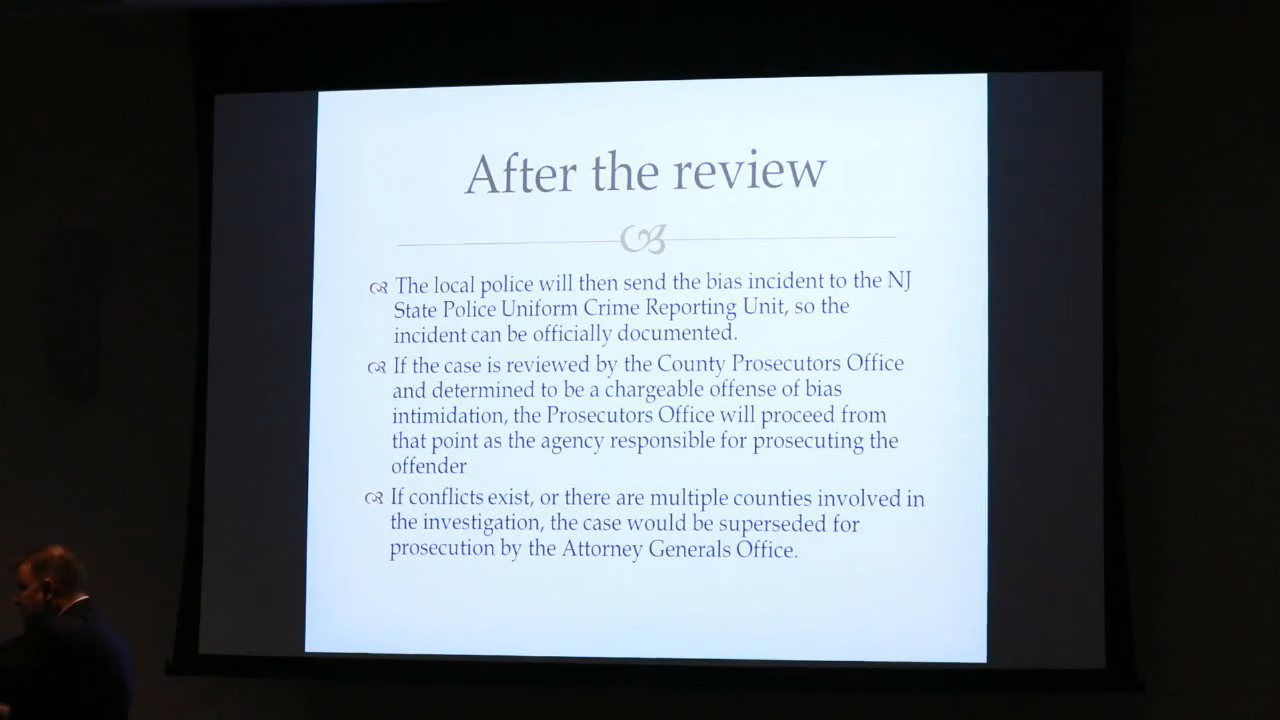 After the review
The local police will then send the bias incident to the NJ
State Police Uniform Crime Reporting Unit, so the
incident can be officially documented.
If the case is reviewed by the County Prosecutors Office
and determined to be a chargeable offense of bias
intimidation, the Prosecutors Office will proceed from
that point as the agency responsible for prosecuting the
offender
If conflicts exist, or there are multiple counties involved in
the investigation, the case would be superseded for
prosecution by the Attorney Generals Office.